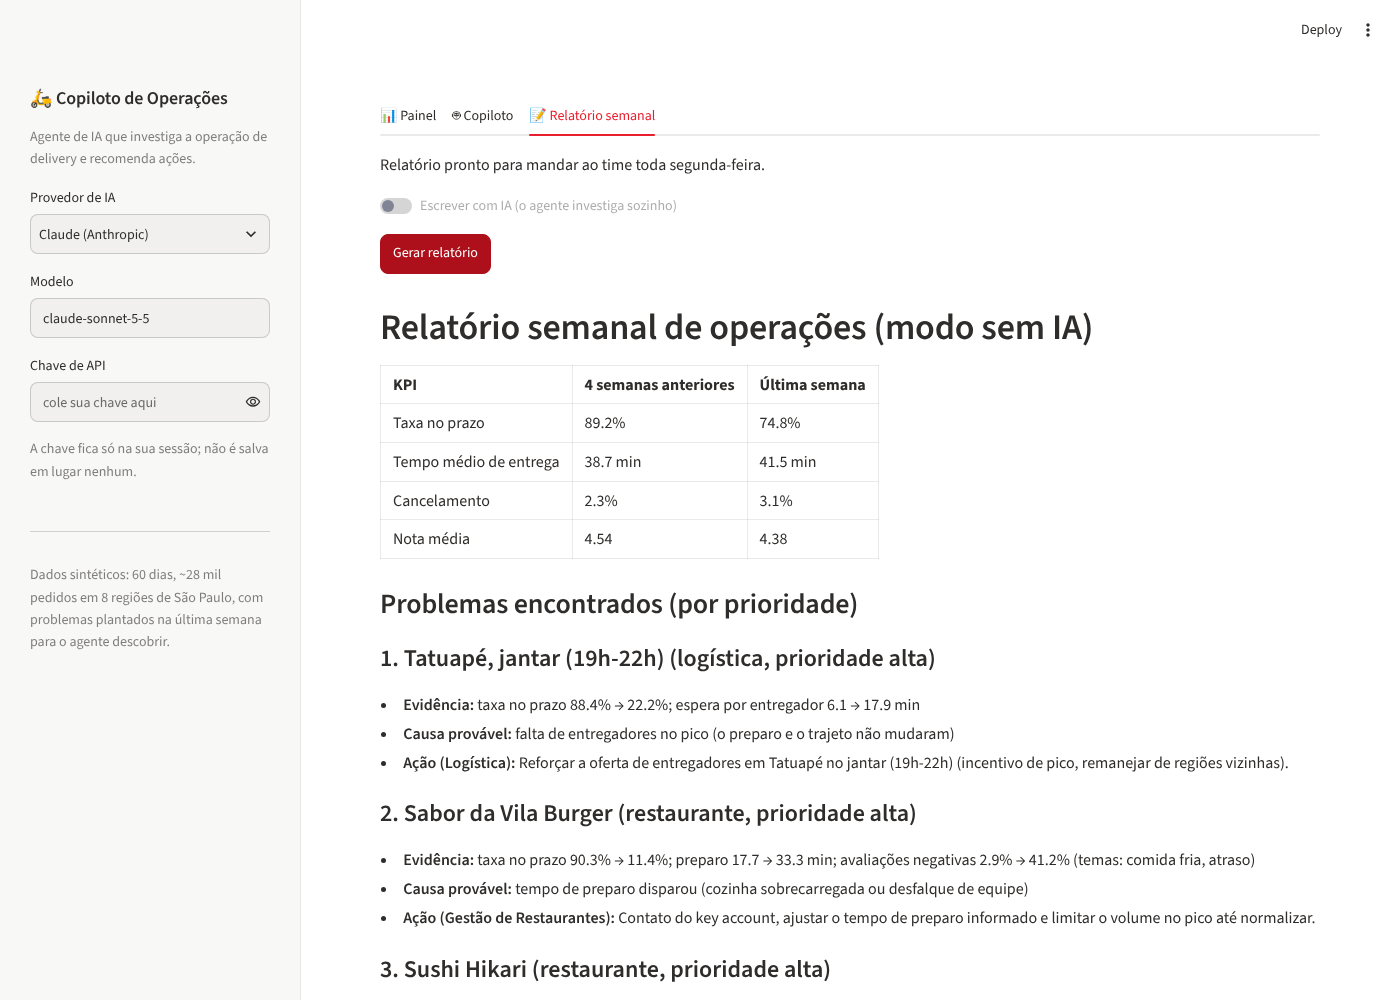 Deploy
🛵 Copiloto de Operações
Agente de IA que investiga a operação de
delivery e recomenda ações.
Provedor de IA
Claude (Anthropic)
Modelo
claude-sonnet-5-5
Chave de API
cole sua chave aqui
A chave fica só na sua sessão; não é salva
em lugar nenhum.
Dados sintéticos: 60 dias, ~28 mil
pedidos em 8 regiões de São Paulo, com
problemas plantados na última semana
para o agente descobrir.
📊 Painel Copiloto 📝 Relatório semanal
Relatório pronto para mandar ao time toda segunda-feira.
Escrever com IA (o agente investiga sozinho)
Gerar relatório
Relatório semanal de operações (modo sem IA)
KPI 4 semanas anteriores Última semana
Taxa no prazo 89.2% 74.8%
Tempo médio de entrega 38.7 min 41.5 min
Cancelamento 2.3% 3.1%
Nota média 4.54 4.38
Problemas encontrados (por prioridade)
1. Tatuapé, jantar (19h-22h) (logística, prioridade alta)
• Evidência: taxa no prazo 88.4% → 22.2%; espera por entregador 6.1 → 17.9 min
• Causa provável: falta de entregadores no pico (o preparo e o trajeto não mudaram)
• Ação (Logística): Reforçar a oferta de entregadores em Tatuapé no jantar (19h-22h) (incentivo de pico, remanejar de regiões vizinhas).
2. Sabor da Vila Burger (restaurante, prioridade alta)
• Evidência: taxa no prazo 90.3% → 11.4%; preparo 17.7 → 33.3 min; avaliações negativas 2.9% → 41.2% (temas: comida fria, atraso)
• Causa provável: tempo de preparo disparou (cozinha sobrecarregada ou desfalque de equipe)
• Ação (Gestão de Restaurantes): Contato do key account, ajustar o tempo de preparo informado e limitar o volume no pico até normalizar.
3. Sushi Hikari (restaurante, prioridade alta)